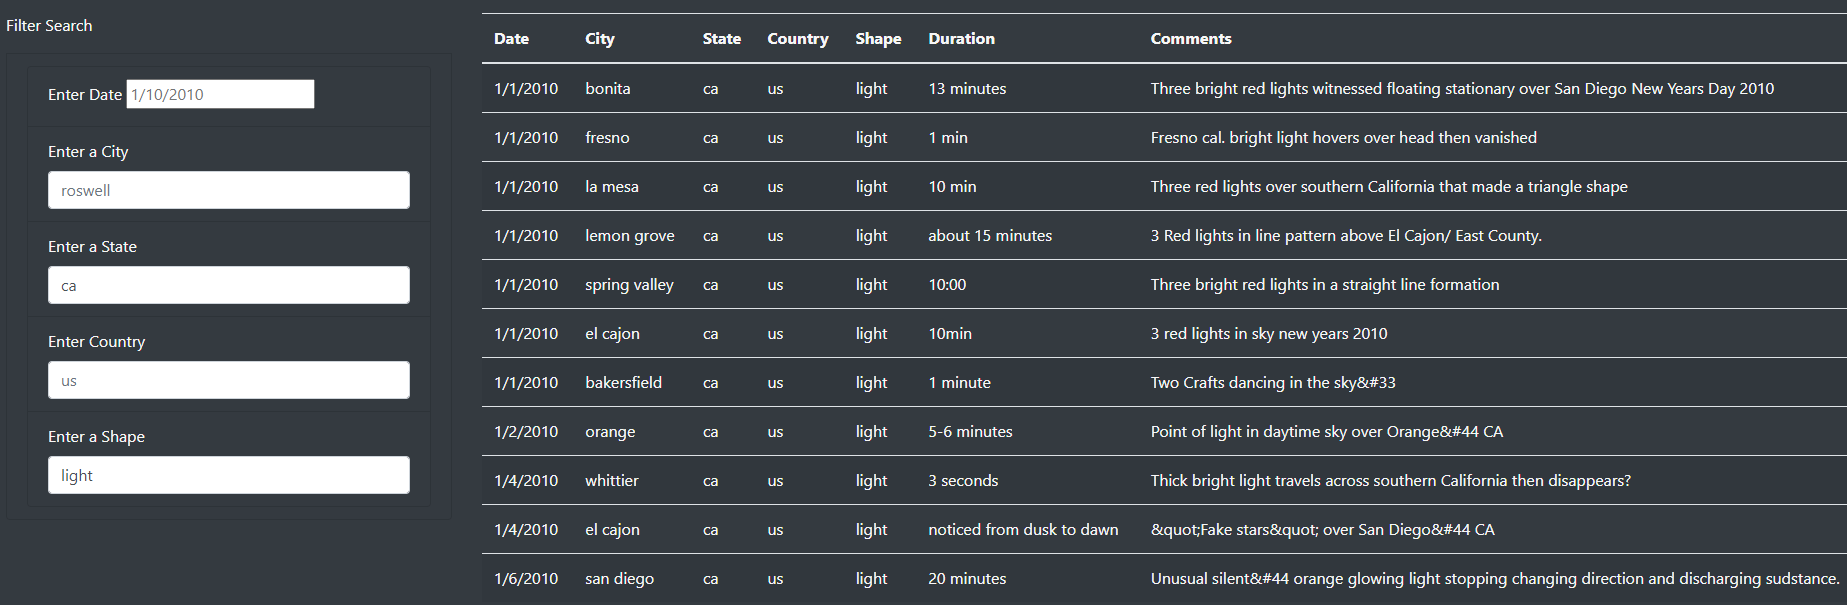 Filter Search
Enter Date 1/10/2010
Enter a City
roswell
Enter a State
ca
Enter Country
us
Enter a Shape
light
Date City State Country Shape Duration Comments
1/1/2010 bonita ca us light 13 minutes Three bright red lights witnessed floating stationary over San Diego New Years Day 2010
1/1/2010 fresno ca us light 1 min Fresno cal. bright light hovers over head then vanished
1/1/2010 la mesa ca us light 10 min Three red lights over southern California that made a triangle shape
1/1/2010 lemon grove ca us light about 15 minutes 3 Red lights in line pattern above El Cajon/ East County.
1/1/2010 spring valley ca us light 10:00 Three bright red lights in a straight line formation
1/1/2010 el cajon ca us light 10min 3 red lights in sky new years 2010
1/1/2010 bakersfield ca us light 1 minute Two Crafts dancing in the sky&#33
1/2/2010 orange ca us light 5-6 minutes Point of light in daytime sky over Orange&#44 CA
1/4/2010 whittier ca us light 3 seconds Thick bright light travels across southern California then disappears?
1/4/2010 el cajon ca us light noticed from dusk to dawn &quot;Fake stars&quot; over San Diego&#44 CA
1/6/2010 san diego ca us light 20 minutes Unusual silent&#44 orange glowing light stopping changing direction and discharging sudstance.